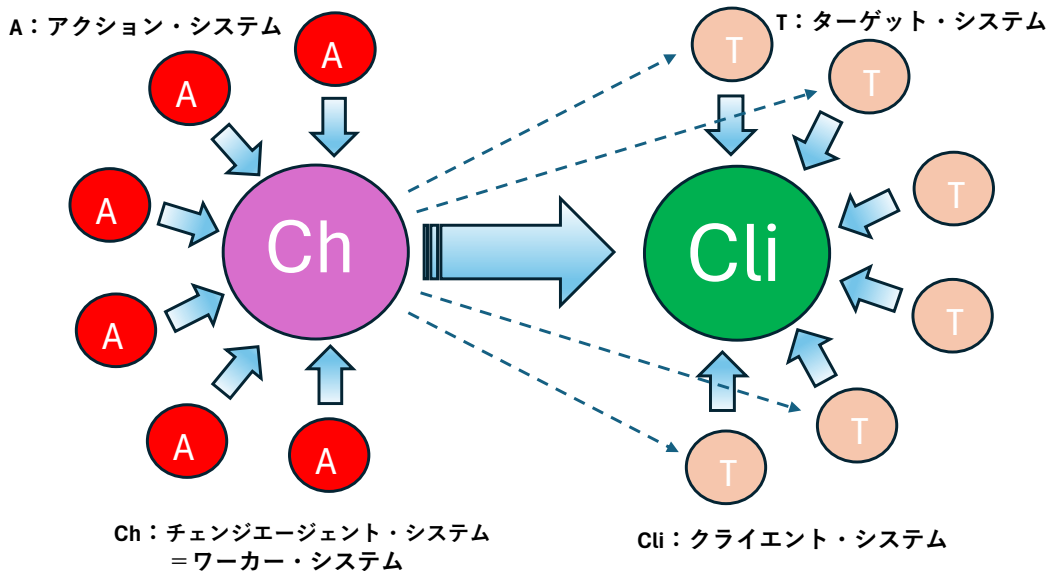 A：アクション・システム
T：ターゲット・システム
A
A
A
A
A
A
Ch
Cli
T
T
T
T
T
T
Ch：チェンジエージェント・システム
＝ワーカー・システム
Cli：クライエント・システム